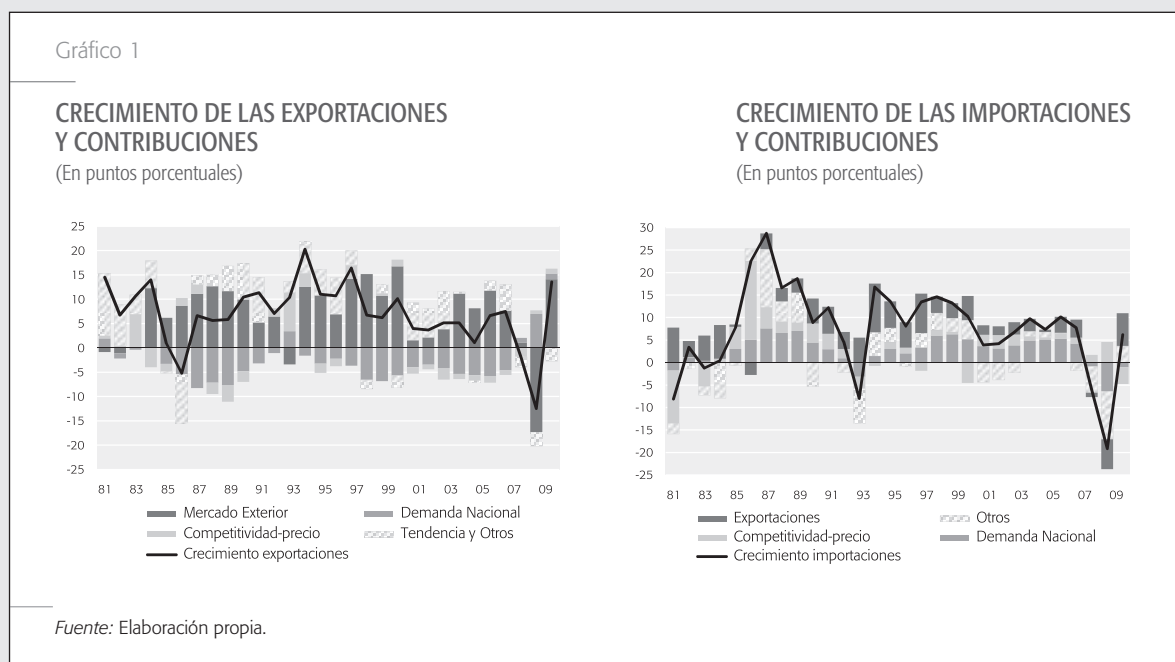 Gráfico 1
CRECIMIENTO DE LAS EXPORTACIONES
Y CONTRIBUCIONES
(En puntos porcentuales)
25
20
15
10
5
0
-5
-10
-15
-20
-25
81 83 85 87 89 91 93 95 97 99 01 03 05 07 09
Mercado Exterior Demanda Nacional
Competitividad-precio Tendencia y Otros
Crecimiento exportaciones
CRECIMIENTO DE LAS IMPORTACIONES
Y CONTRIBUCIONES
(En puntos porcentuales)
30
25
20
15
10
5
0
-5
-10
-15
-20
-25
81 83 85 87 89 91 93 95 97 99 01 03 05 07 09
Exportaciones Otros
Competitividad-precio Demanda Nacional
Crecimiento importaciones
Fuente: Elaboración propia.